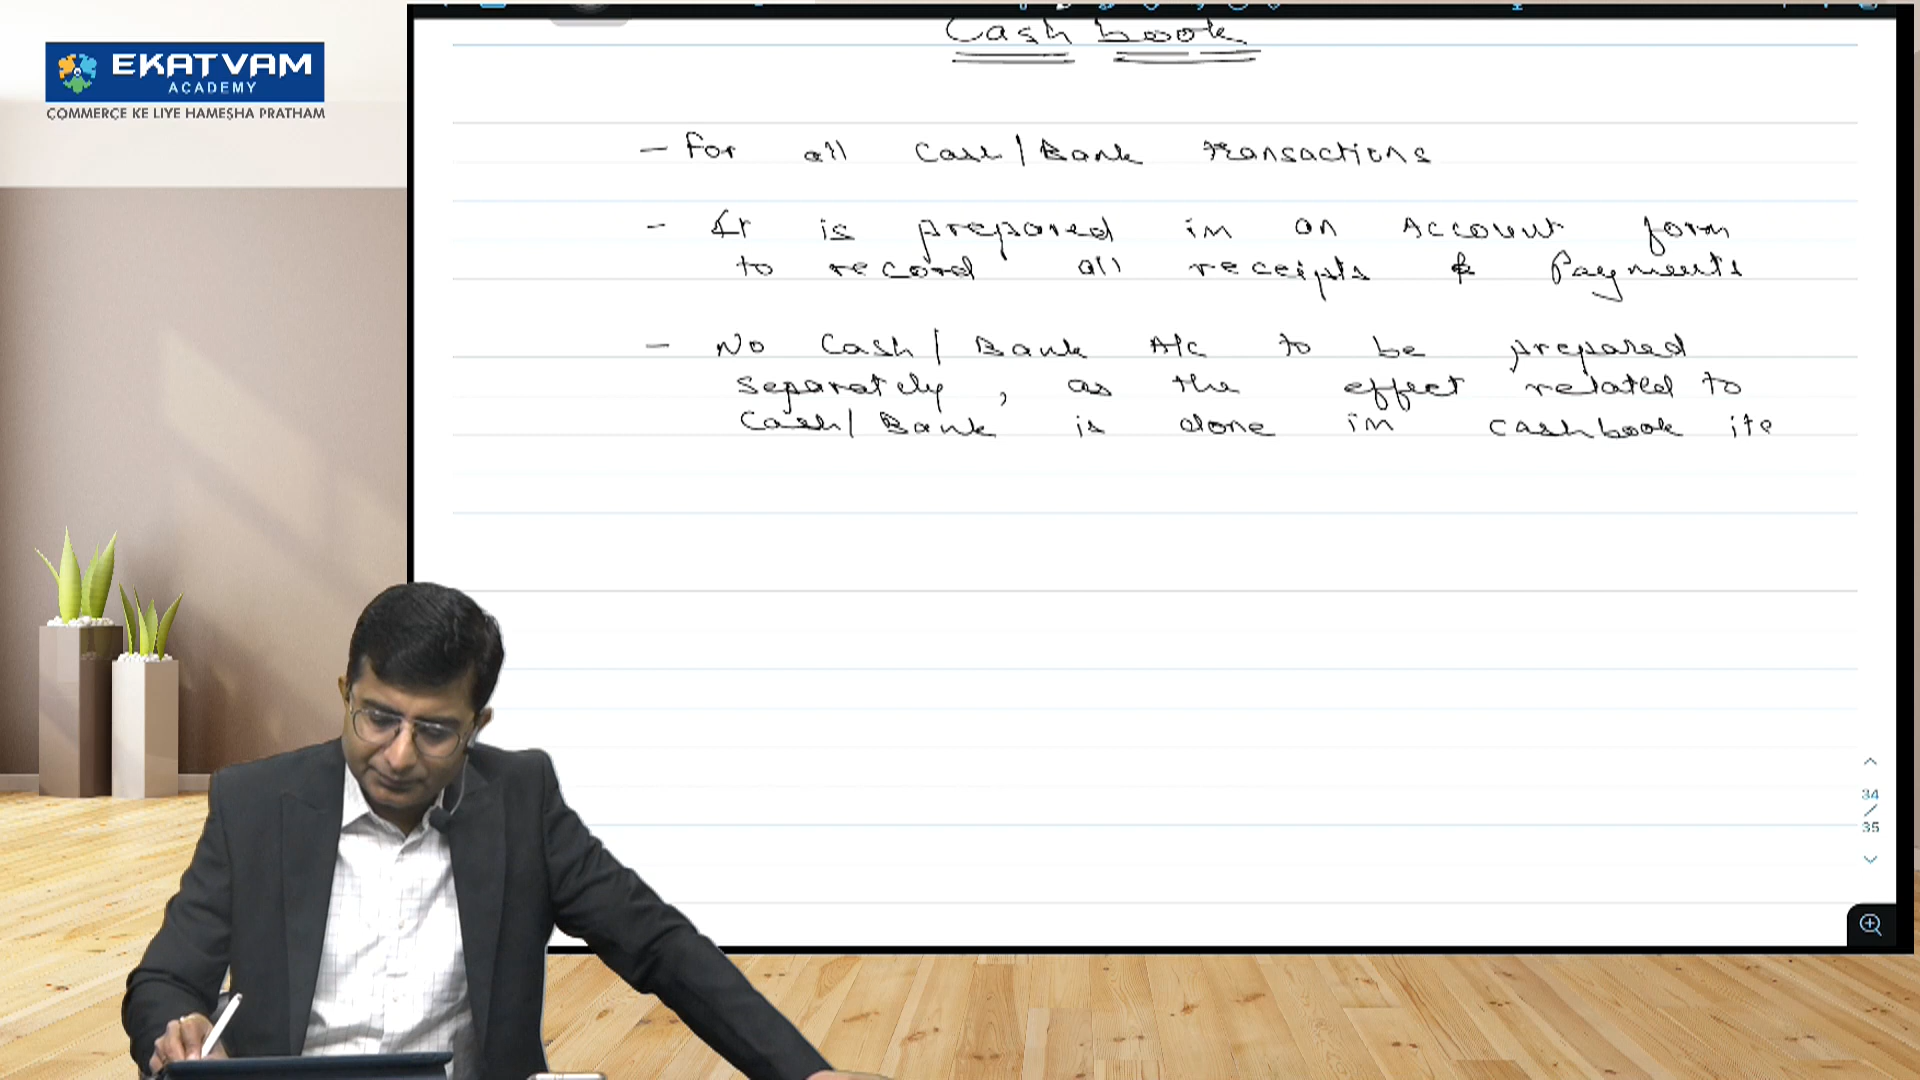 Cash book
EKATVAM
ACADEMY
COMMERCE KE LIYE HAMESHA PRATHAM
- For all Cash/Bank transactions
- It is prepared in an Account form
to record all receipts & Payments
- No Cash/Bank A/c to be prepared
separately, as the effect related to
Cash/Bank is done in cashbook its
34
35